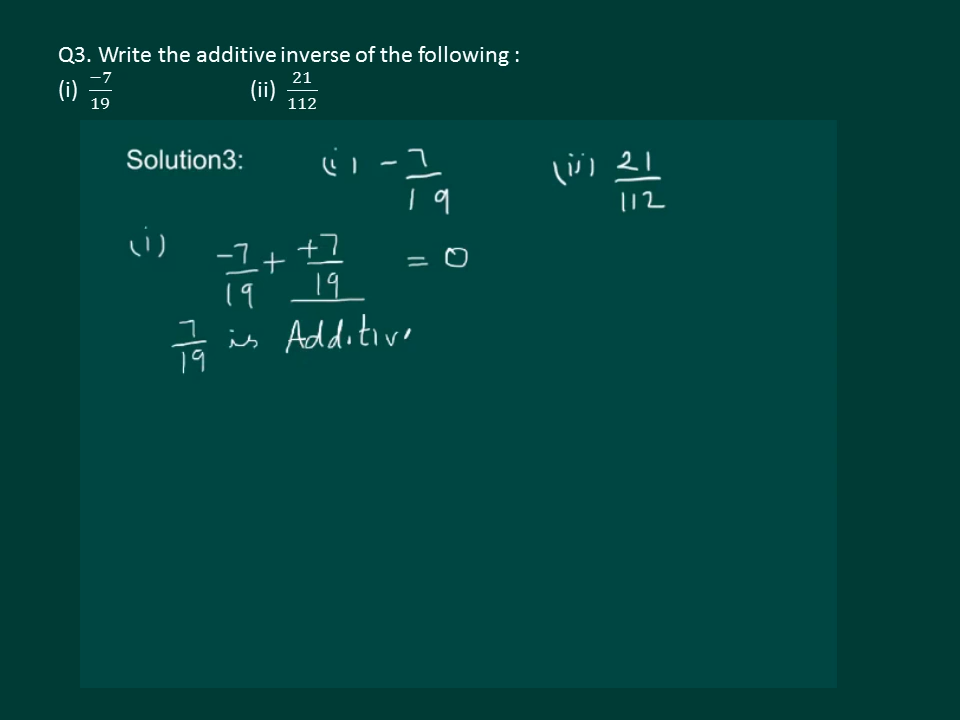 Q3. Write the additive inverse of the following :
(i) −7/19 (ii) 21/112
Solution3: (i) - 7/19 (ii) 21/112
(i) -7/19 + +7/19 = 0
7/19 is Additiv